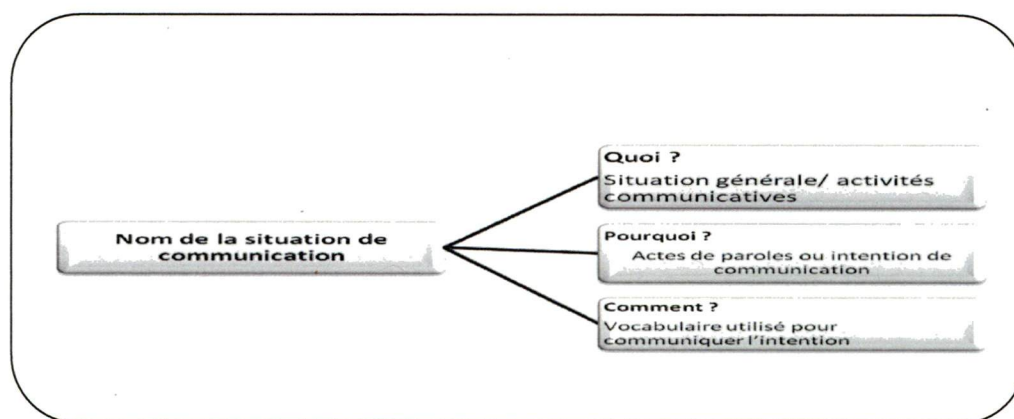 Nom de la situation de
communication
Quoi ?
Situation générale/ activités
communicatives
Pourquoi ?
Actes de paroles ou intention de
communication
Comment ?
Vocabulaire utilisé pour
communiquer l'intention